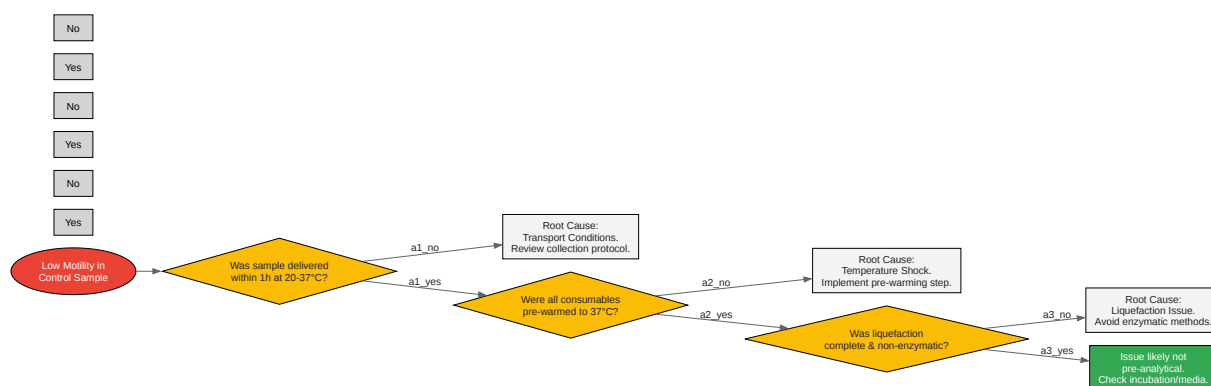 No
Yes
No
Yes
No
Yes
Low Motility in
Control Sample
Was sample delivered
within 1h at 20-37°C?
a1_no
a1_yes
Root Cause:
Transport Conditions.
Review collection protocol.
Were all consumables
pre-warmed to 37°C?
a2_no
a2_yes
Root Cause:
Temperature Shock.
Implement pre-warming step.
Was liquefaction
complete & non-enzymatic?
a3_no
a3_yes
Root Cause:
Liquefaction Issue.
Avoid enzymatic methods.
Issue likely not
pre-analytical.
Check incubation/media.